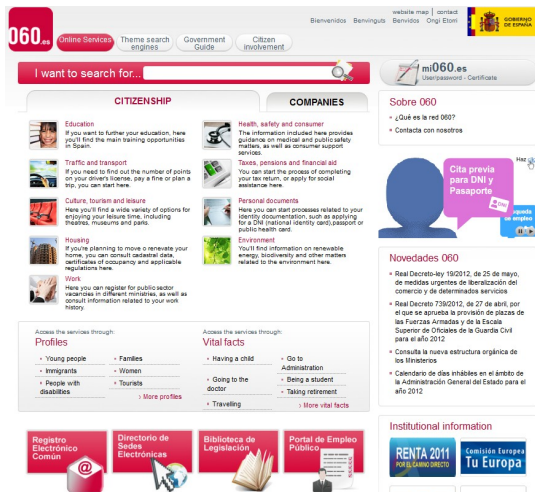 website map | contact
Bienvenidos Benvinguts Benvidos Ongi Etorri
GOBIERNO
DE ESPAÑA
060.es
Online Services
Theme search
engines
Government
Guide
Citizen
involvement
I want to search for...
mi060.es
User/password - Certificate
CITIZENSHIP
COMPANIES
Education
If you want to further your education, here
you'll find the main training opportunities
in Spain.
Traffic and transport
If you need to find out the number of points
on your driver's license, pay a fine or plan a
trip, you can start here.
Culture, tourism and leisure
Here you'll find a wide variety of options for
enjoying your leisure time, including
theatres, museums and parks.
Housing
If you're planning to move o renovate your
home, you can consult cadastral data,
certificates of occupancy and applicable
regulations here.
Work
Here you can register for public sector
vacancies in different ministries, as well as
consult information related to your work
history.
Health, safety and consumer
The information included here provides
guidance on medical and public safety
matters, as well as consumer support
services.
Taxes, pensions and financial aid
You can start the process of completing
your tax return, or apply for social
assistance here.
Personal documents
Here you can start processes related to your
identity documentation, such as applying
for a DNI (national identity card),passport or
public health card.
Environment
You'll find information on renewable
energy, biodiversity and other matters
related to the environment here.
Access the services through:
Profiles
Young people
Immigrants
People with
disabilities
Families
Women
Tourists
› More profiles
Access the services through:
Vital facts
Having a child
Going to the
doctor
Travelling
Go to
Administration
Being a student
Taking retirement
› More vital facts
Registro
Electrónico
Común
Directorio de
Sedes
Electrónicas
Biblioteca de
Legislación
Portal de Empleo
Público
Sobre 060
¿Qué es la red 060?
Contacta con nosotros
Haz
Cita previa
para DNI y
Pasaporte
DNI
de empleo
Novedades 060
Real Decreto-ley 19/2012, de 25 de mayo,
de medidas urgentes de liberalización del
comercio y de determinados servicios
Real Decreto 739/2012, de 27 de abril, por
el que se aprueba la provisión de plazas de
las Fuerzas Armadas y de la Escala
Superior de Oficiales de la Guardia Civil
para el año 2012
Consulta la nueva estructura orgánica de
los Ministerios
Calendario de días inhábiles en el ámbito de
la Administración General del Estado para el
año 2012
Institutional information
RENTA 2011
POR EL CAMINO DIRECTO
Comisión Europea
Tu Europa